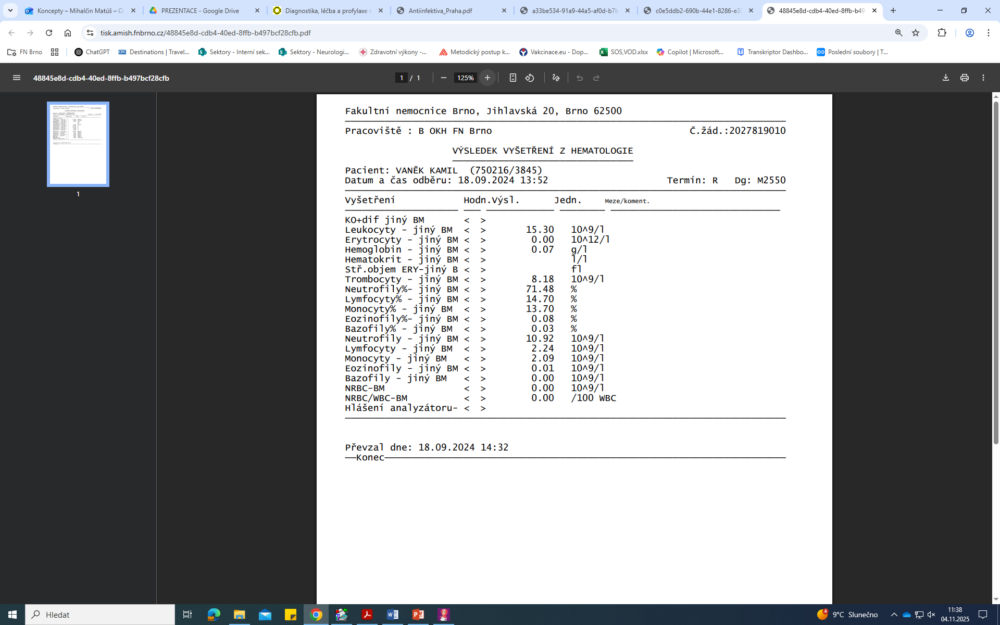 Koncepty – Mihalčin Matúš – O
PREZENTACE - Google Drive
Diagnostika, léčba a profylaxe
Antiinfektiva_Praha.pdf
a33be534-91a9-44a5-af0d-b7b
c0e5ddb2-690b-44e1-8286-e3
48845e8d-cdb4-40ed-8ffb-b49
tisk.amish.fnbrno.cz/48845e8d-cdb4-40ed-8ffb-b497bcf28cfb.pdf
FN Brno
ChatGPT
CDC Destinations | Travel...
Sektory - Interní sek...
Sektory - Neurologi...
Zdravotní výkony -...
Metodický postup k...
Vakcinace.eu - Dop...
SOS,VOD.xlsx
Copilot | Microsoft...
Transkriptor Dashbo...
Poslední soubory | T...
48845e8d-cdb4-40ed-8ffb-b497bcf28cfb
1 / 1
125%
1
Fakultní nemocnice Brno, Jihlavská 20, Brno 62500
Pracoviště : B OKH FN Brno Č.žád.:2027819010
VÝSLEDEK VYŠETŘENÍ Z HEMATOLOGIE
Pacient: VANĚK KAMIL (750216/3845)
Datum a čas odběru: 18.09.2024 13:52 Termín: R Dg: M2550
Vyšetření Hodn.Výsl. Jedn. Meze/koment.
KO+dif jiný BM < >
Leukocyty - jiný BM < > 15.30 10^9/l
Erytrocyty - jiný BM < > 0.00 10^12/l
Hemoglobin - jiný BM < > 0.07 g/l
Hematokrit - jiný BM < > l/l
Stř.objem ERY-jiný B < > fl
Trombocyty - jiný BM < > 8.18 10^9/l
Neutrofily%- jiný BM < > 71.48 %
Lymfocyty% - jiný BM < > 14.70 %
Monocyty% - jiný BM < > 13.70 %
Eozinofily%- jiný BM < > 0.08 %
Bazofily% - jiný BM < > 0.03 %
Neutrofily - jiný BM < > 10.92 10^9/l
Lymfocyty - jiný BM < > 2.24 10^9/l
Monocyty - jiný BM < > 2.09 10^9/l
Eozinofily - jiný BM < > 0.01 10^9/l
Bazofily - jiný BM < > 0.00 10^9/l
NRBC-BM < > 0.00 10^9/l
NRBC/WBC-BM < > 0.00 /100 WBC
Hlášení analyzátoru- < >
Převzal dne: 18.09.2024 14:32
Konec
Hledat
9°C Slunečno
11:38
04.11.2025